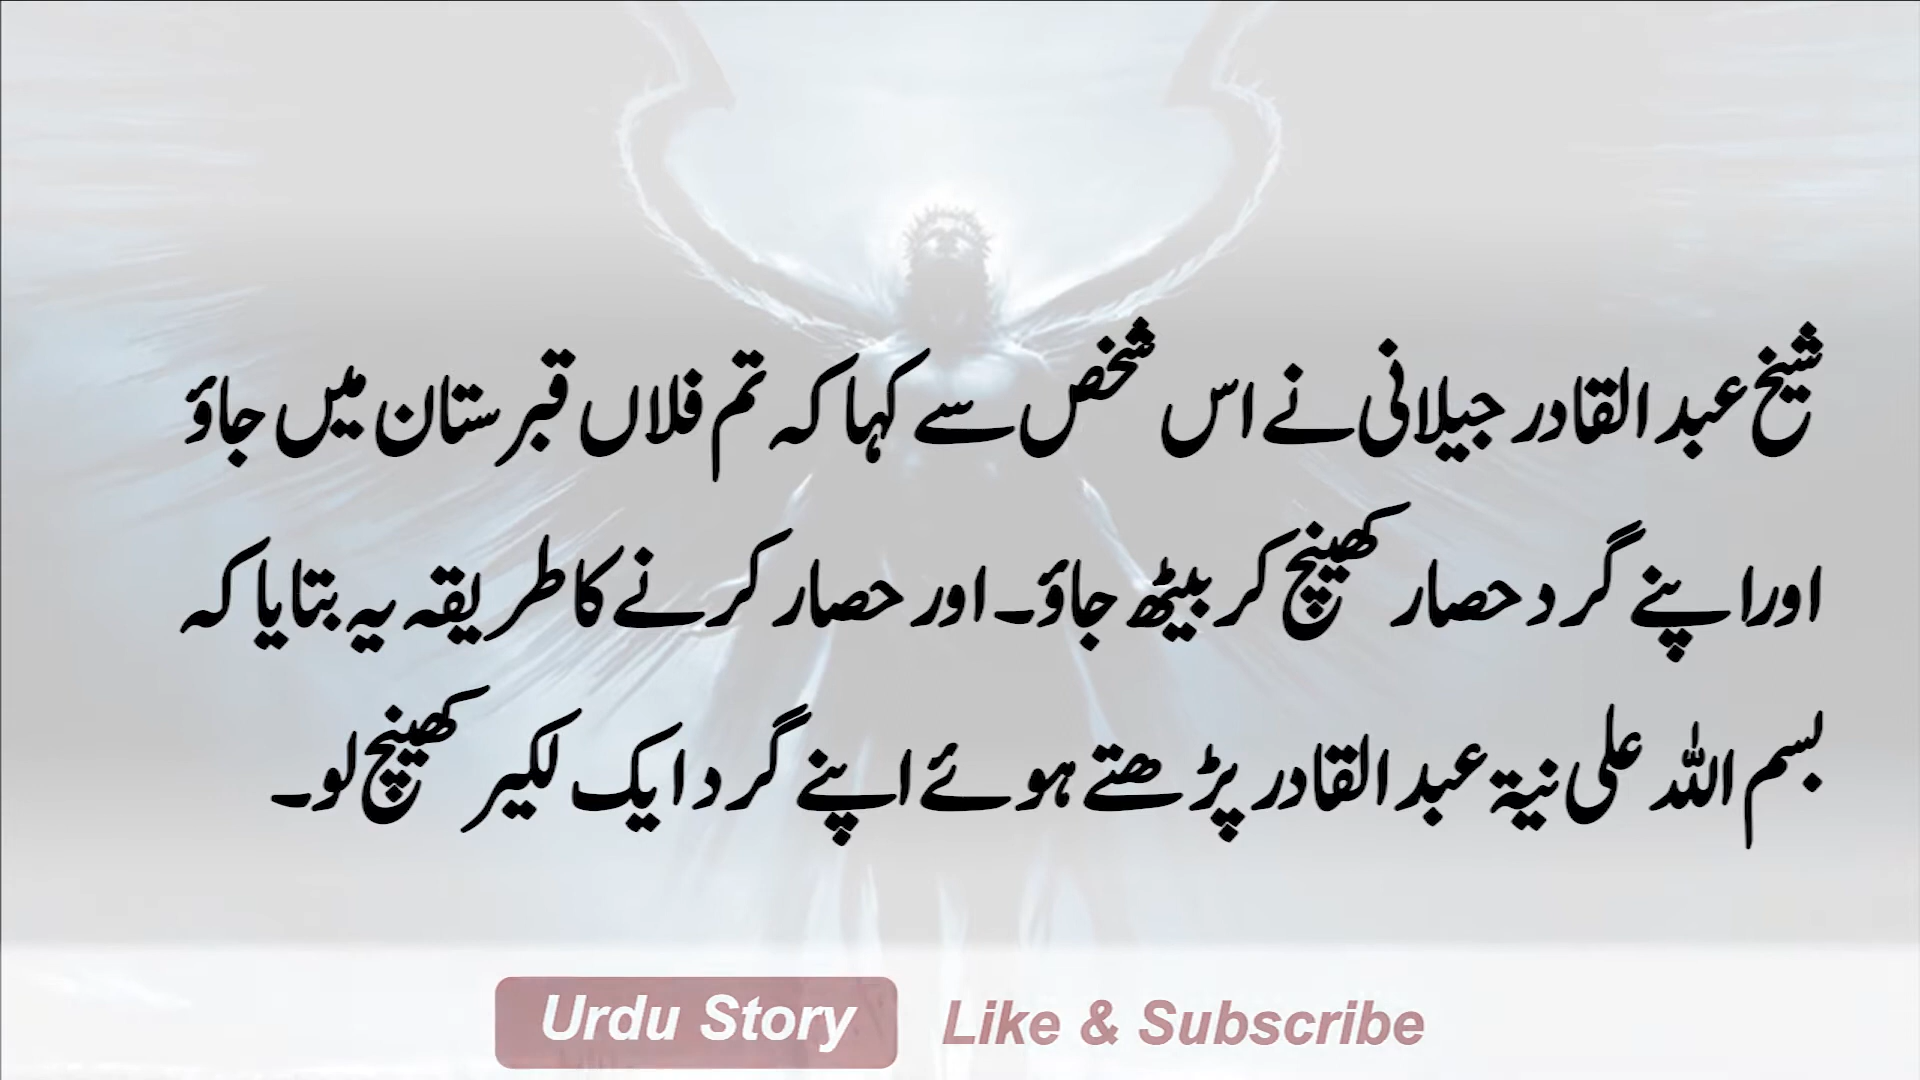 شیخ عبد القادر جیلانی نے اس شخص سے کہا کہ تم فلاں قبرستان میں جاؤ
اور اپنے گرد حصار کھینچ کر بیٹھ جاؤ۔ اور حصار کرنے کا طریقہ یہ بتایا کہ
بسم اللہ علی نیۃ عبد القادر پڑھتے ہوئے اپنے گرد ایک لکیر کھینچ لو۔
Urdu Story Like & Subscribe